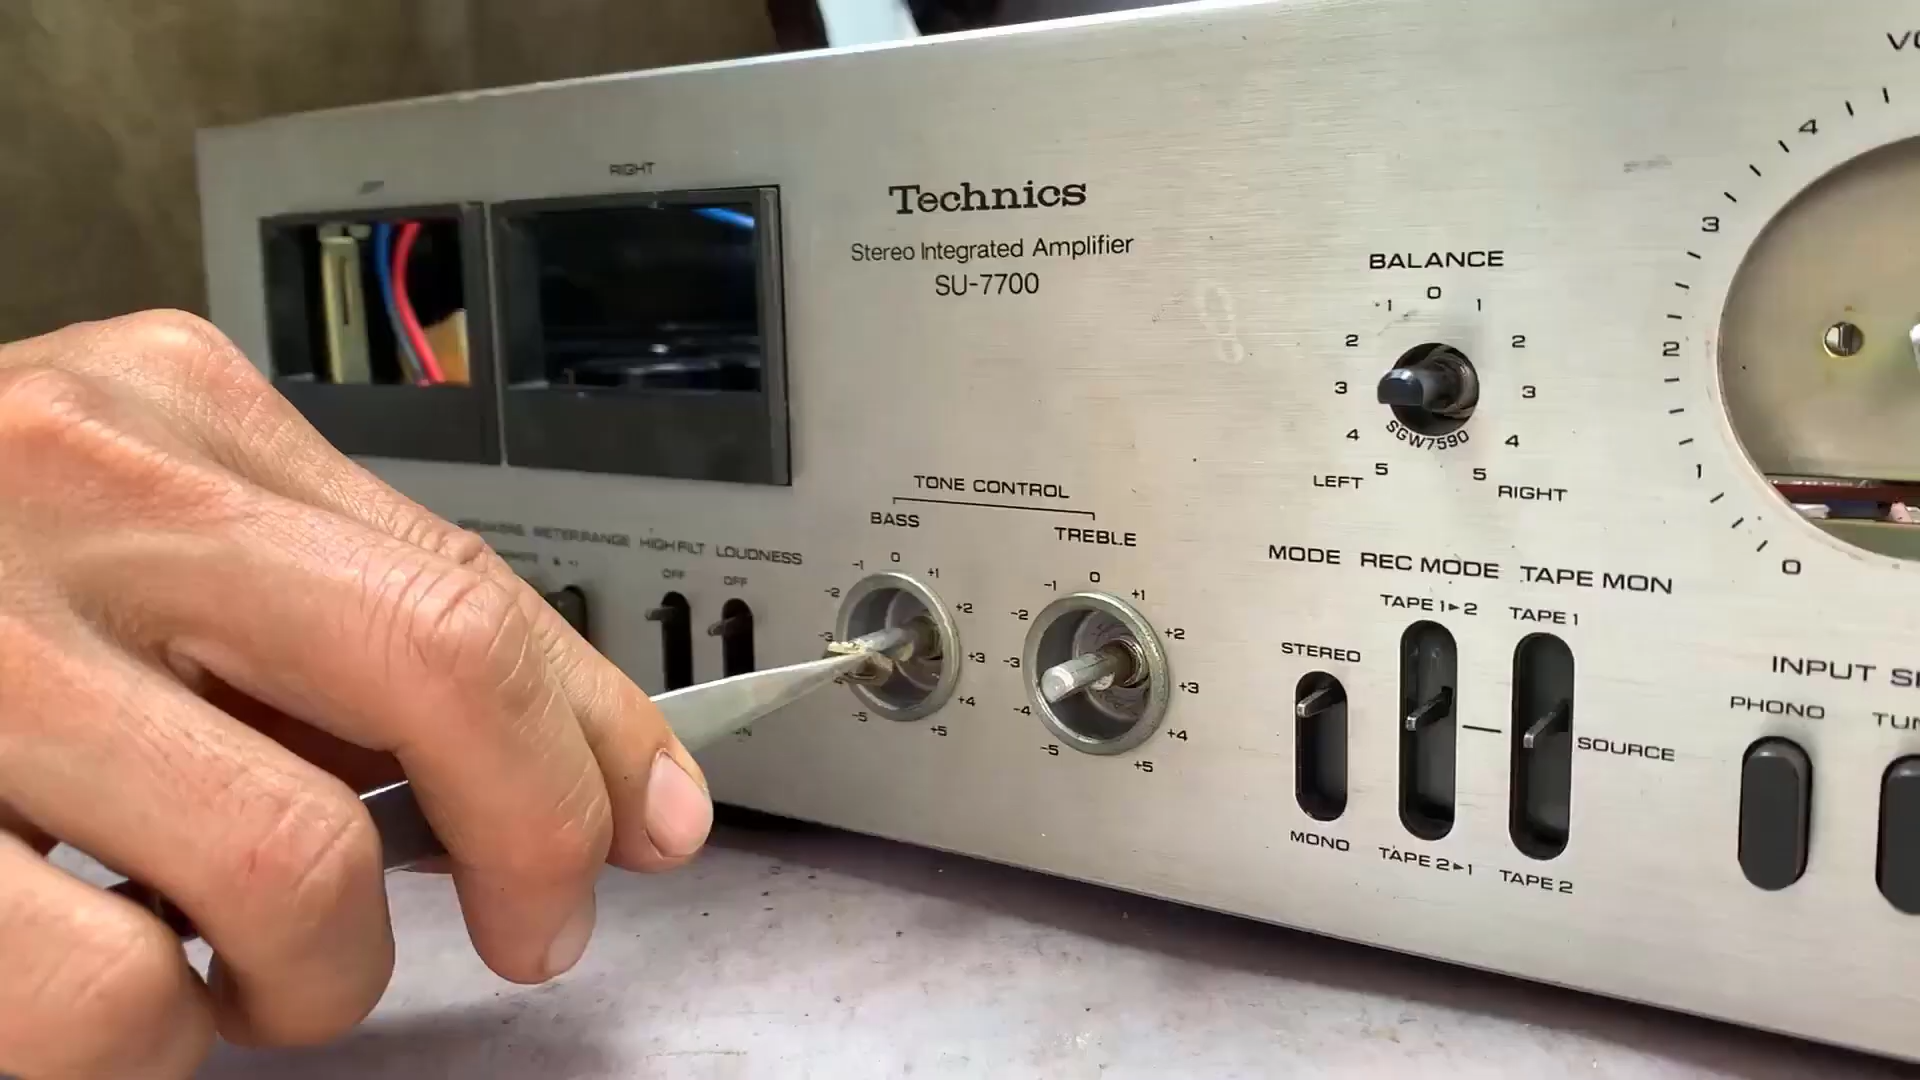 RIGHT
Technics
Stereo Integrated Amplifier
SU-7700
BALANCE
0
1 1
2 2
3 3
4 4
5 5
LEFT RIGHT
SGW7590
4
3
2
1
0
TONE CONTROL
BASS
-1 0 +1
-2 +2
-3 +3
+4
-5 +5
TREBLE
-1 0 +1
-2 +2
-3 +3
-4 +4
-5 +5
METER RANGE HIGH FILT LOUDNESS
OFF OFF
MODE REC MODE TAPE MON
TAPE 1▸2 TAPE 1
STEREO
SOURCE
MONO TAPE 2▸1 TAPE 2
INPUT
PHONO